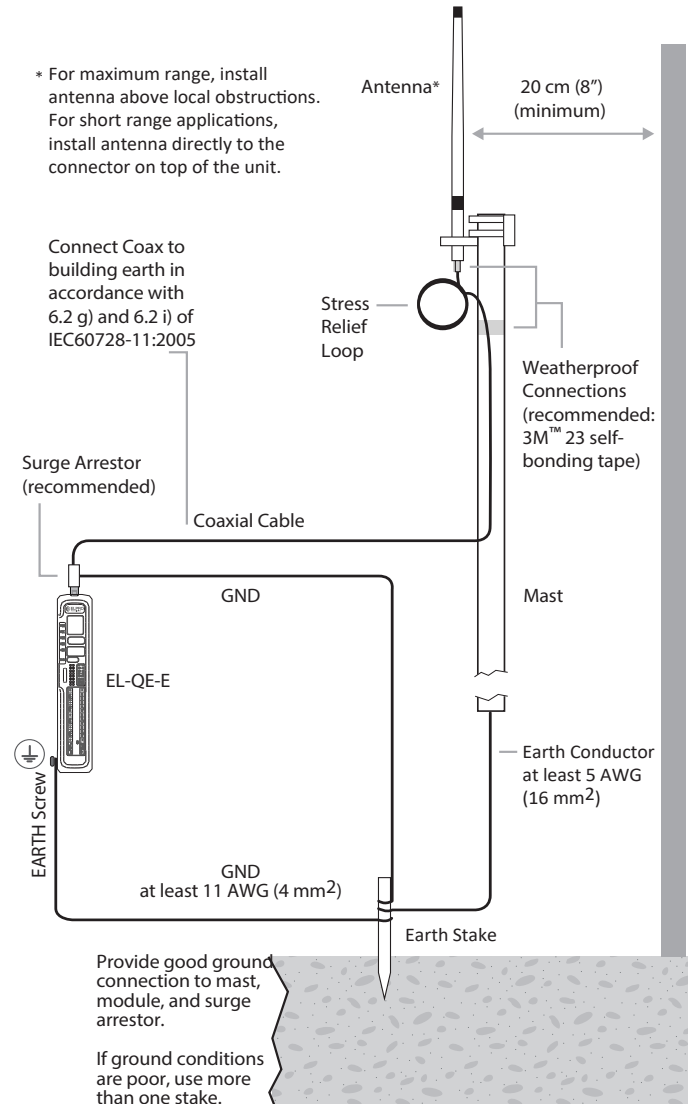 * For maximum range, install
antenna above local obstructions.
For short range applications,
install antenna directly to the
connector on top of the unit.
Antenna*
20 cm (8”)
(minimum)
Connect Coax to
building earth in
accordance with
6.2 g) and 6.2 i) of
IEC60728-11:2005
Stress
Relief
Loop
Weatherproof
Connections
(recommended:
3M™ 23 self-
bonding tape)
Surge Arrestor
(recommended)
Coaxial Cable
GND
Mast
EL-QE-E
Earth Conductor
at least 5 AWG
(16 mm2)
EARTH Screw
GND
at least 11 AWG (4 mm2)
Earth Stake
Provide good ground
connection to mast,
module, and surge
arrestor.
If ground conditions
are poor, use more
than one stake.